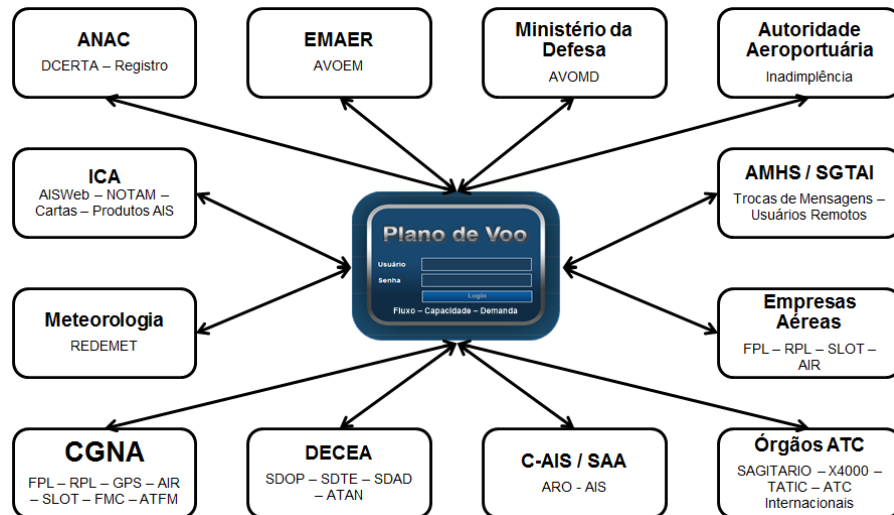 ANAC
DCERTA – Registro
EMAER
AVOEM
Ministério da
Defesa
AVOMD
Autoridade
Aeroportuária
Inadimplência
ICA
AISWeb – NOTAM –
Cartas – Produtos AIS
AMHS / SGTAI
Trocas de Mensagens –
Usuários Remotos
Plano de Voo
Usuário
Senha
Login
Fluxo – Capacidade – Demanda
Meteorologia
REDEMET
Empresas
Aéreas
FPL – RPL – SLOT –
AIR
CGNA
FPL – RPL – GPS – AIR
– SLOT – FMC – ATFM
DECEA
SDOP – SDTE – SDAD
– ATAN
C-AIS / SAA
ARO - AIS
Órgãos ATC
SAGITARIO – X4000 –
TATIC – ATC
Internacionais